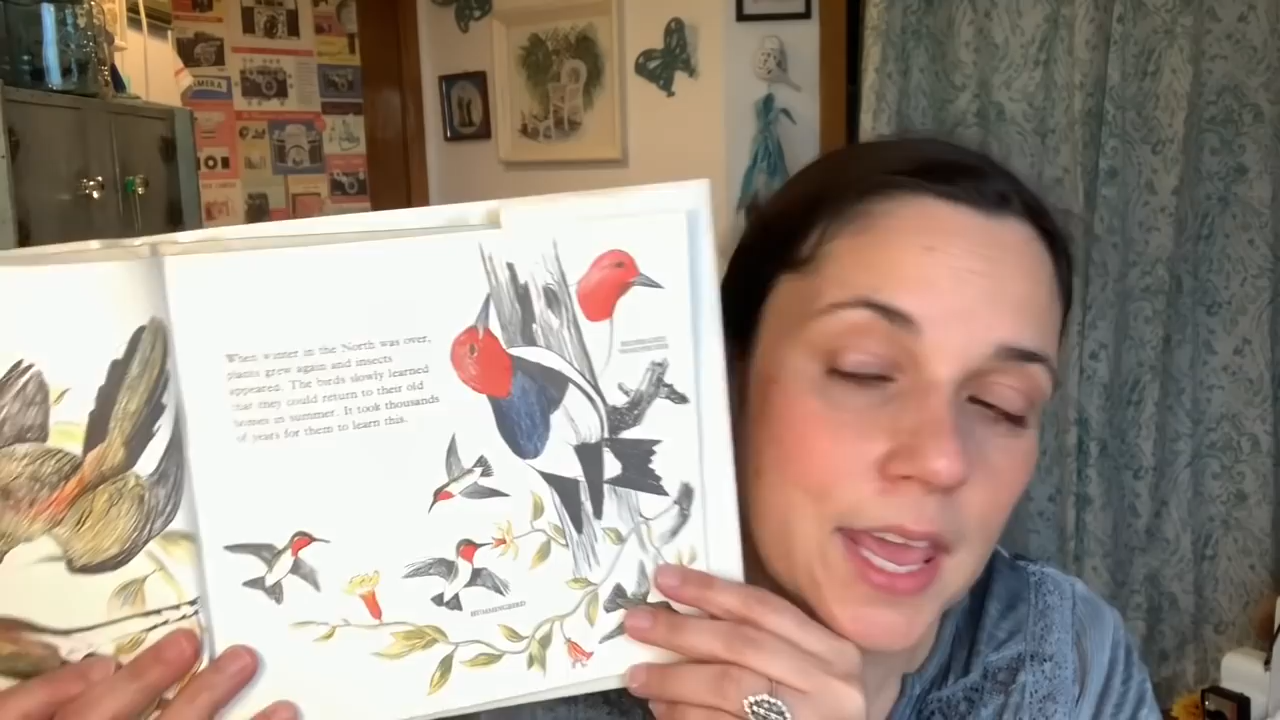 When winter in the North was over,
plants grew again and insects
appeared. The birds slowly learned
that they could return to their old
homes in summer. It took thousands
of years for them to learn this.
HUMMINGBIRD